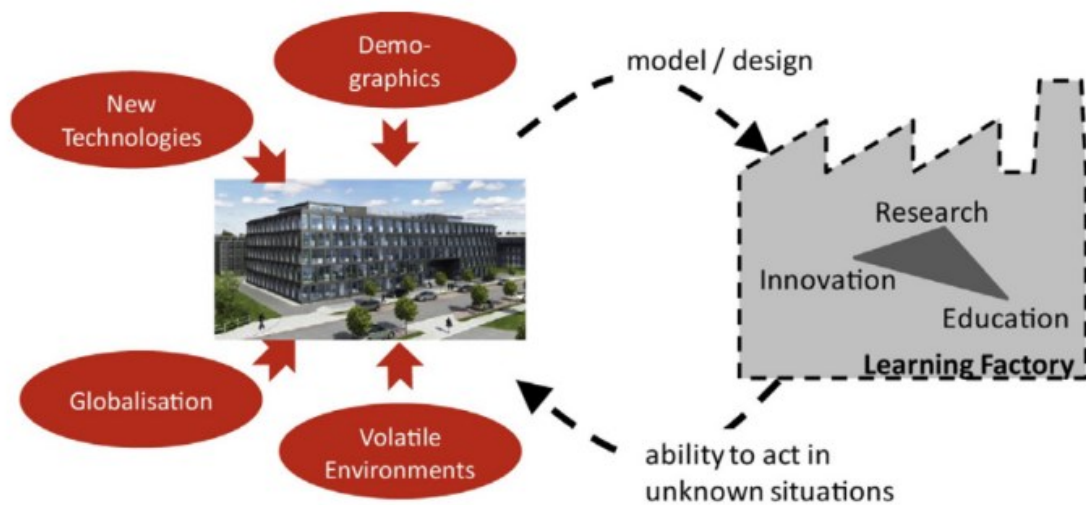 Demo-
graphics
New
Technologies
Globalisation
Volatile
Environments
model / design
Research
Innovation
Education
Learning Factory
ability to act in
unknown situations